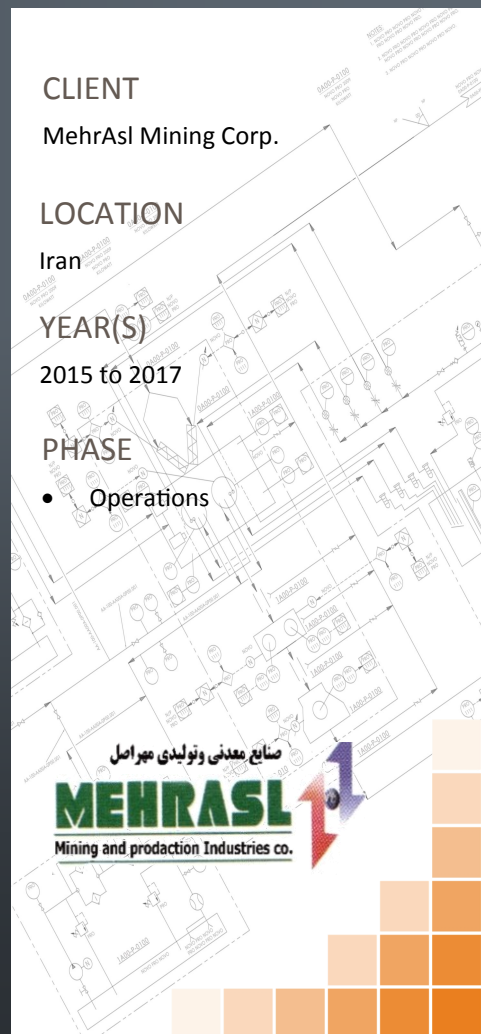 CLIENT
MehrAsl Mining Corp.
LOCATION
Iran
YEAR(S)
2015 to 2017
PHASE
• Operations
صنایع معدنی وتولیدی مهراصل
MEHRASL
Mining and prodaction Industries co.